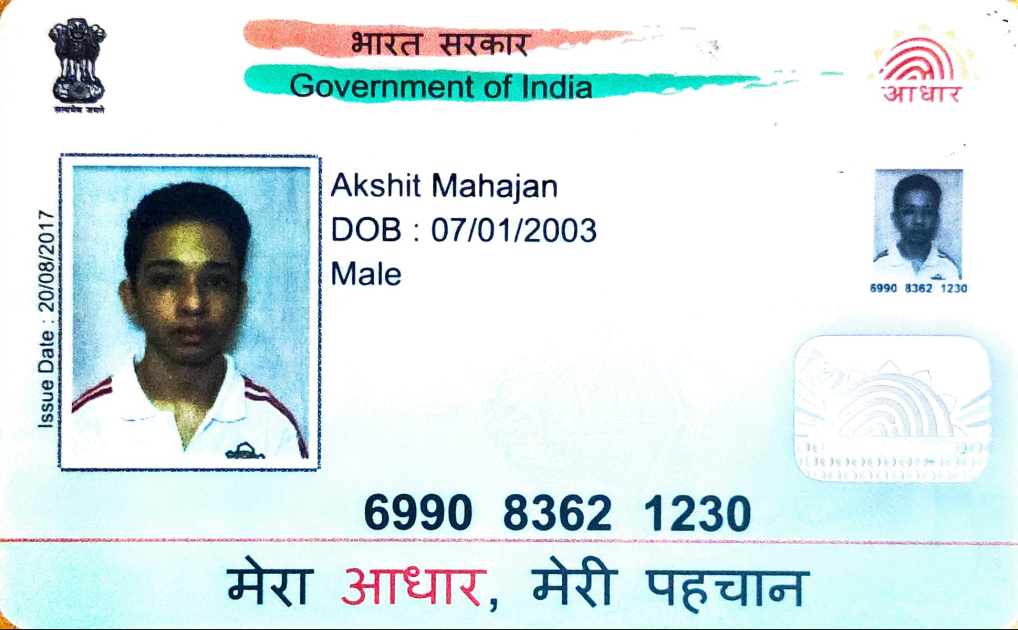 भारत सरकार
Government of India
सत्यमेव जयते
आधार
Issue Date : 20/08/2017
Akshit Mahajan
DOB : 07/01/2003
Male
6990 8362 1230
6990 8362 1230
मेरा आधार, मेरी पहचान